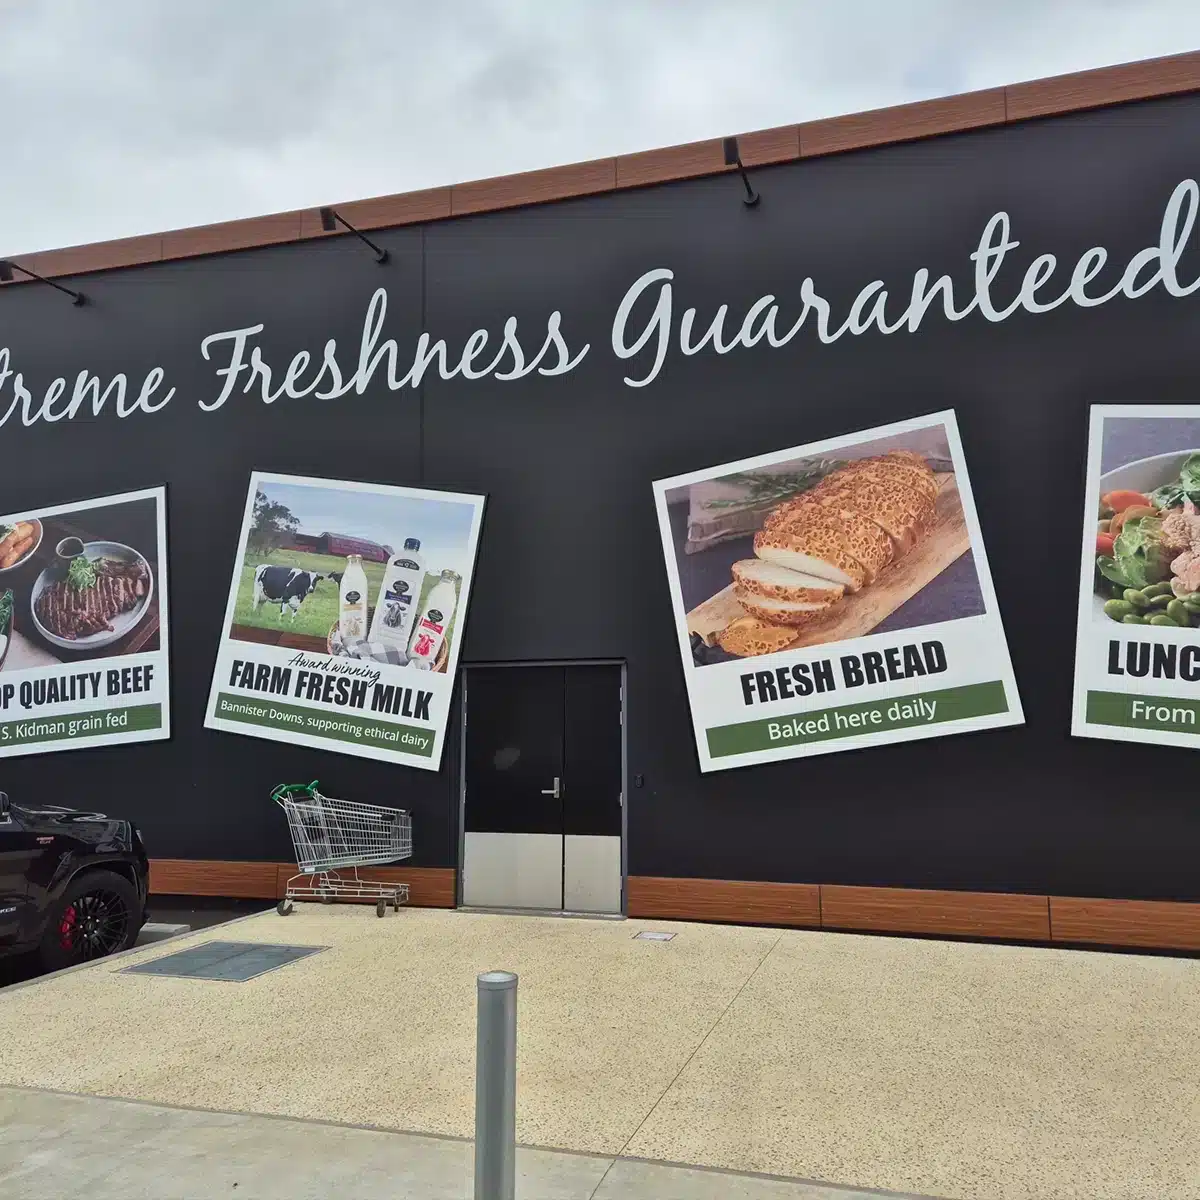 treme Freshness Guaranteed
OP QUALITY BEEF
S. Kidman grain fed
Award winning
FARM FRESH MILK
Bannister Downs, supporting ethical dairy
FRESH BREAD
Baked here daily
LUNC
From